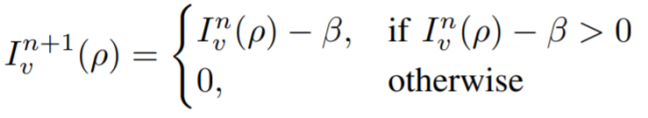 $I_v^{n+1}(\rho) = \begin{cases} I_v^n(\rho) - \beta, & \text{if } I_v^n(\rho) - \beta > 0 \\ 0, & \text{otherwise} \end{cases}$